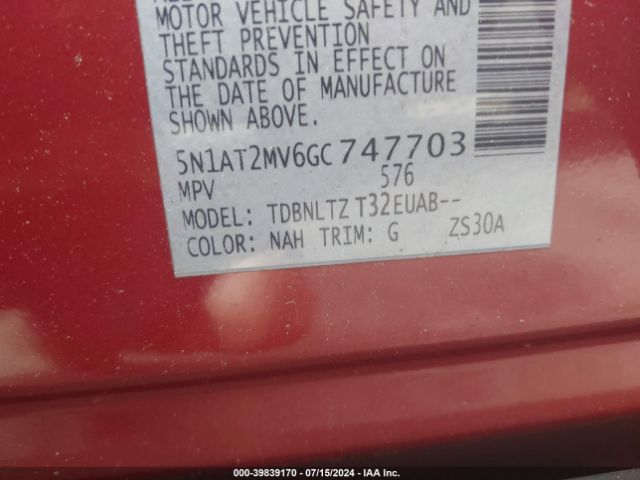 MOTOR VEHICLE SAFETY AND
THEFT PREVENTION
STANDARDS IN EFFECT ON
THE DATE OF MANUFACTURE
SHOWN ABOVE.
5N1AT2MV6GC747703
MPV 576
MODEL: TDBNLTZ T32EUAB--
COLOR: NAH TRIM: G ZS30A
000-39839170 | 07/15/2024 | IAA Inc.